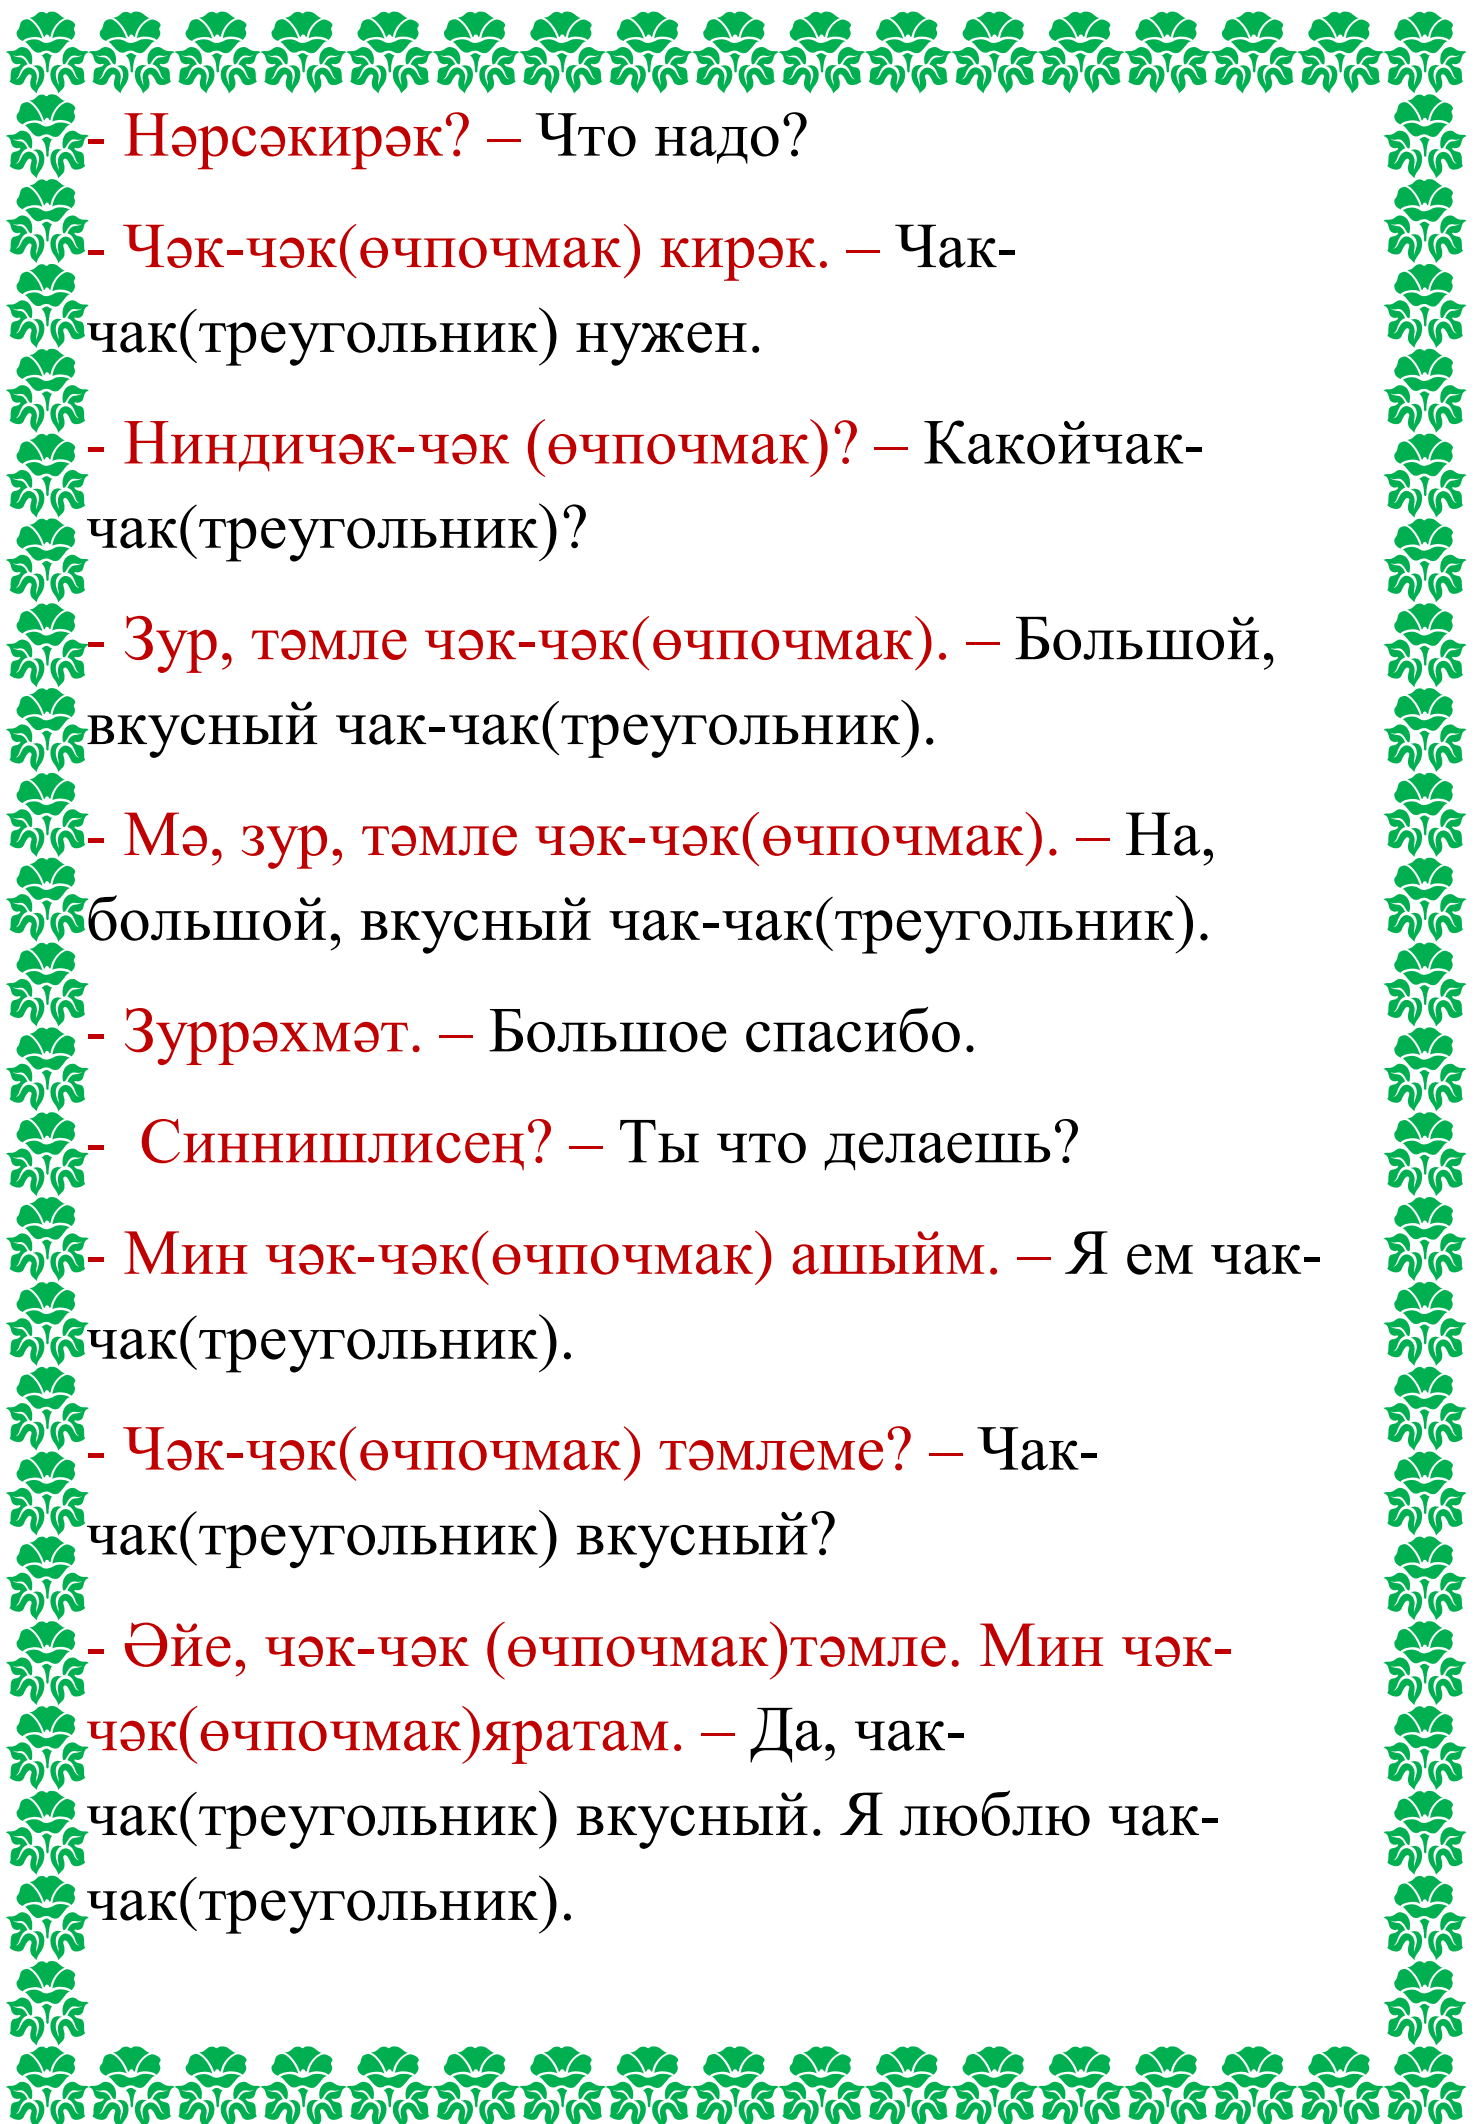 - Нәрсәкирәк? – Что надо?
- Чәк-чәк(өчпочмак) кирәк. – Чак-
чак(треугольник) нужен.
- Ниндичәк-чәк (өчпочмак)? – Какойчак-
чак(треугольник)?
- Зур, тәмле чәк-чәк(өчпочмак). – Большой,
вкусный чак-чак(треугольник).
- Мә, зур, тәмле чәк-чәк(өчпочмак). – На,
большой, вкусный чак-чак(треугольник).
- Зуррәхмәт. – Большое спасибо.
-  Синнишлисең? – Ты что делаешь?
- Мин чәк-чәк(өчпочмак) ашыйм. – Я ем чак-
чак(треугольник).
- Чәк-чәк(өчпочмак) тәмлеме? – Чак-
чак(треугольник) вкусный?
- Әйе, чәк-чәк (өчпочмак)тәмле. Мин чәк-
чәк(өчпочмак)яратам. – Да, чак-
чак(треугольник) вкусный. Я люблю чак-
чак(треугольник).